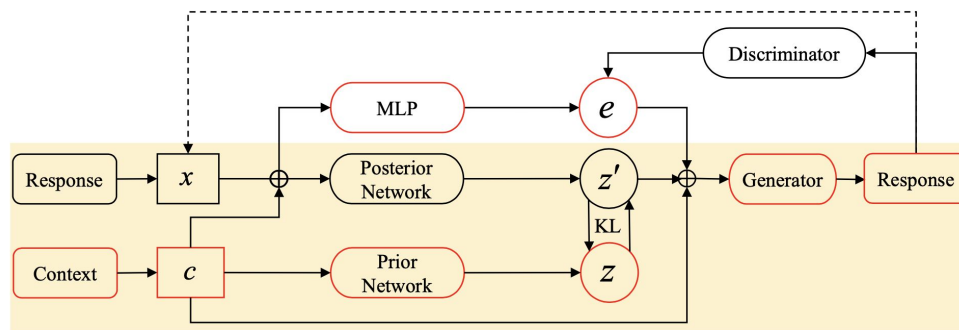 Discriminator
MLP
e
Response
x
Posterior
Network
z′
Generator
Response
KL
Context
c
Prior
Network
z